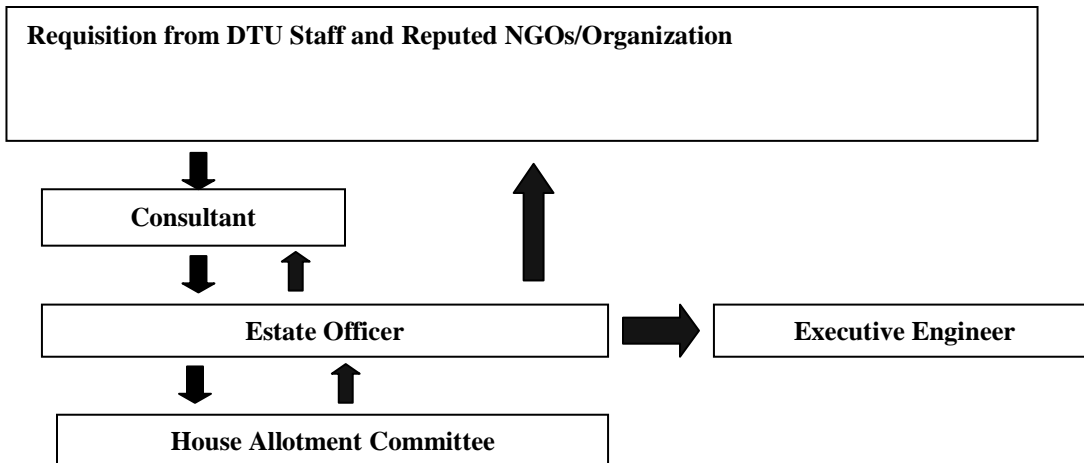 Requisition from DTU Staff and Reputed NGOs/Organization
Consultant
Estate Officer
Executive Engineer
House Allotment Committee